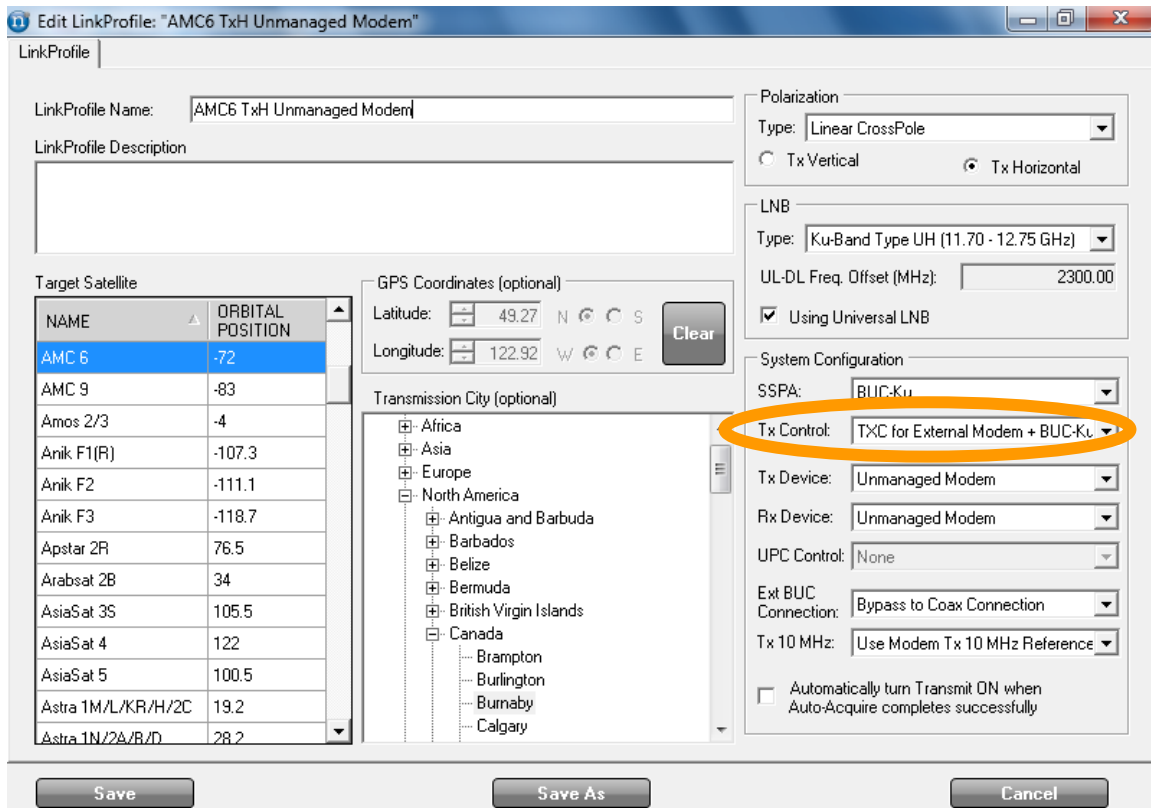 Edit LinkProfile: "AMC6 TxH Unmanaged Modem"
LinkProfile
LinkProfile Name: AMC6 TxH Unmanaged Modem
LinkProfile Description
Target Satellite
NAME ORBITAL POSITION
AMC 6 -72
AMC 9 -83
Amos 2/3 -4
Anik F1(R) -107.3
Anik F2 -111.1
Anik F3 -118.7
Apstar 2R 76.5
Arabsat 2B 34
AsiaSat 3S 105.5
AsiaSat 4 122
AsiaSat 5 100.5
Astra 1M/L/KR/H/2C 19.2
Astra 1N/2A/B/D 28.2
GPS Coordinates (optional)
Latitude: 49.27 N S
Longitude: 122.92 W E
Clear
Transmission City (optional)
Africa
Asia
Europe
North America
Antigua and Barbuda
Barbados
Belize
Bermuda
British Virgin Islands
Canada
Brampton
Burlington
Burnaby
Calgary
Polarization
Type: Linear CrossPole
Tx Vertical Tx Horizontal
LNB
Type: Ku-Band Type UH (11.70 - 12.75 GHz)
UL-DL Freq. Offset (MHz): 2300.00
Using Universal LNB
System Configuration
SSPA: BUC-Ku
Tx Control: TXC for External Modem + BUC-Ku
Tx Device: Unmanaged Modem
Rx Device: Unmanaged Modem
UPC Control: None
Ext BUC Connection: Bypass to Coax Connection
Tx 10 MHz: Use Modem Tx 10 MHz Reference
Automatically turn Transmit ON when
Auto-Acquire completes successfully
Save
Save As
Cancel